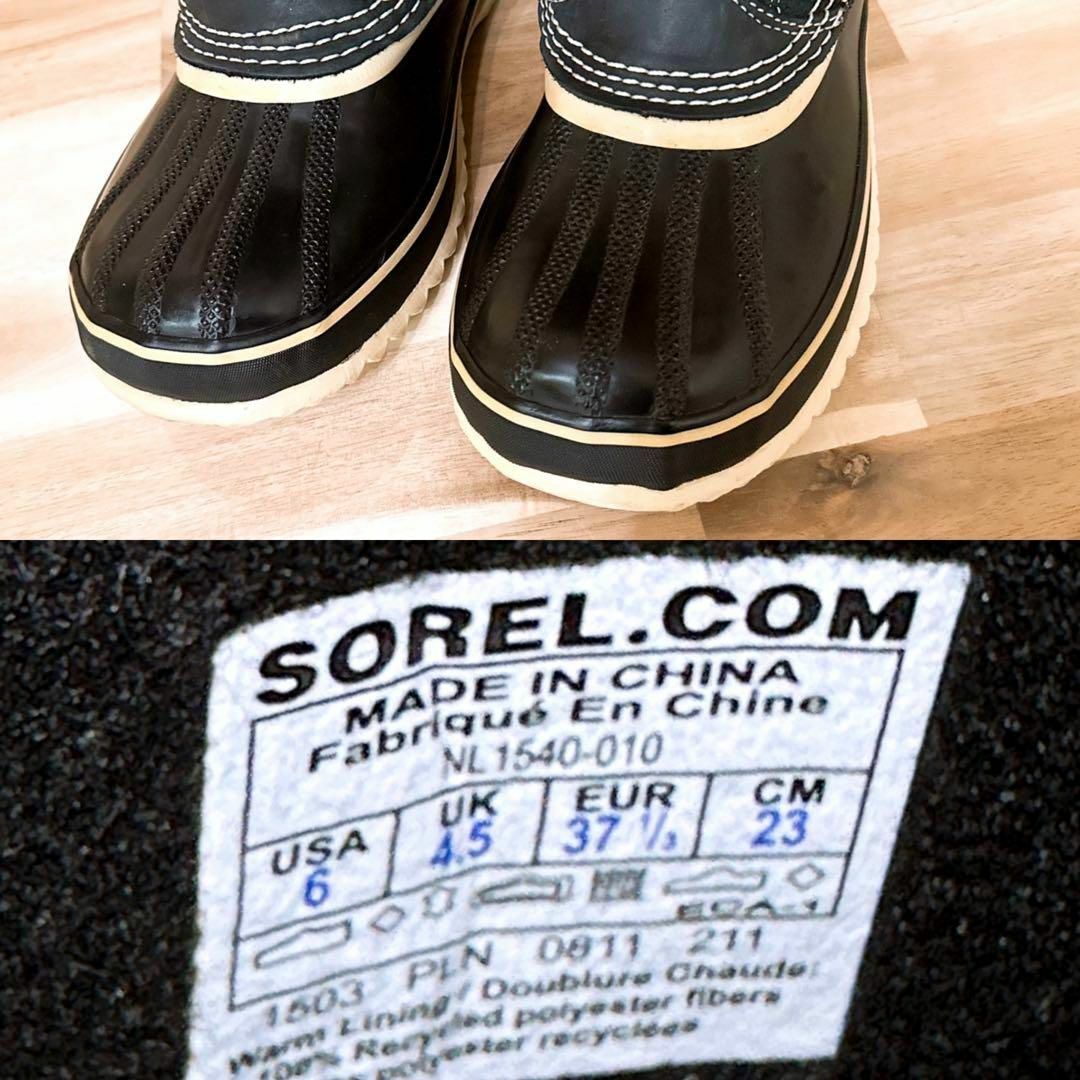 SOREL.COM
MADE IN CHINA
Fabriqué En Chine
NL1540-010
USA UK EUR CM
6 4.5 37 ⅓ 23
1503 PLN 0811 211
Warm Lining / Doublure Chaude:
100% Recycled polyester fibers
polyester recyclées